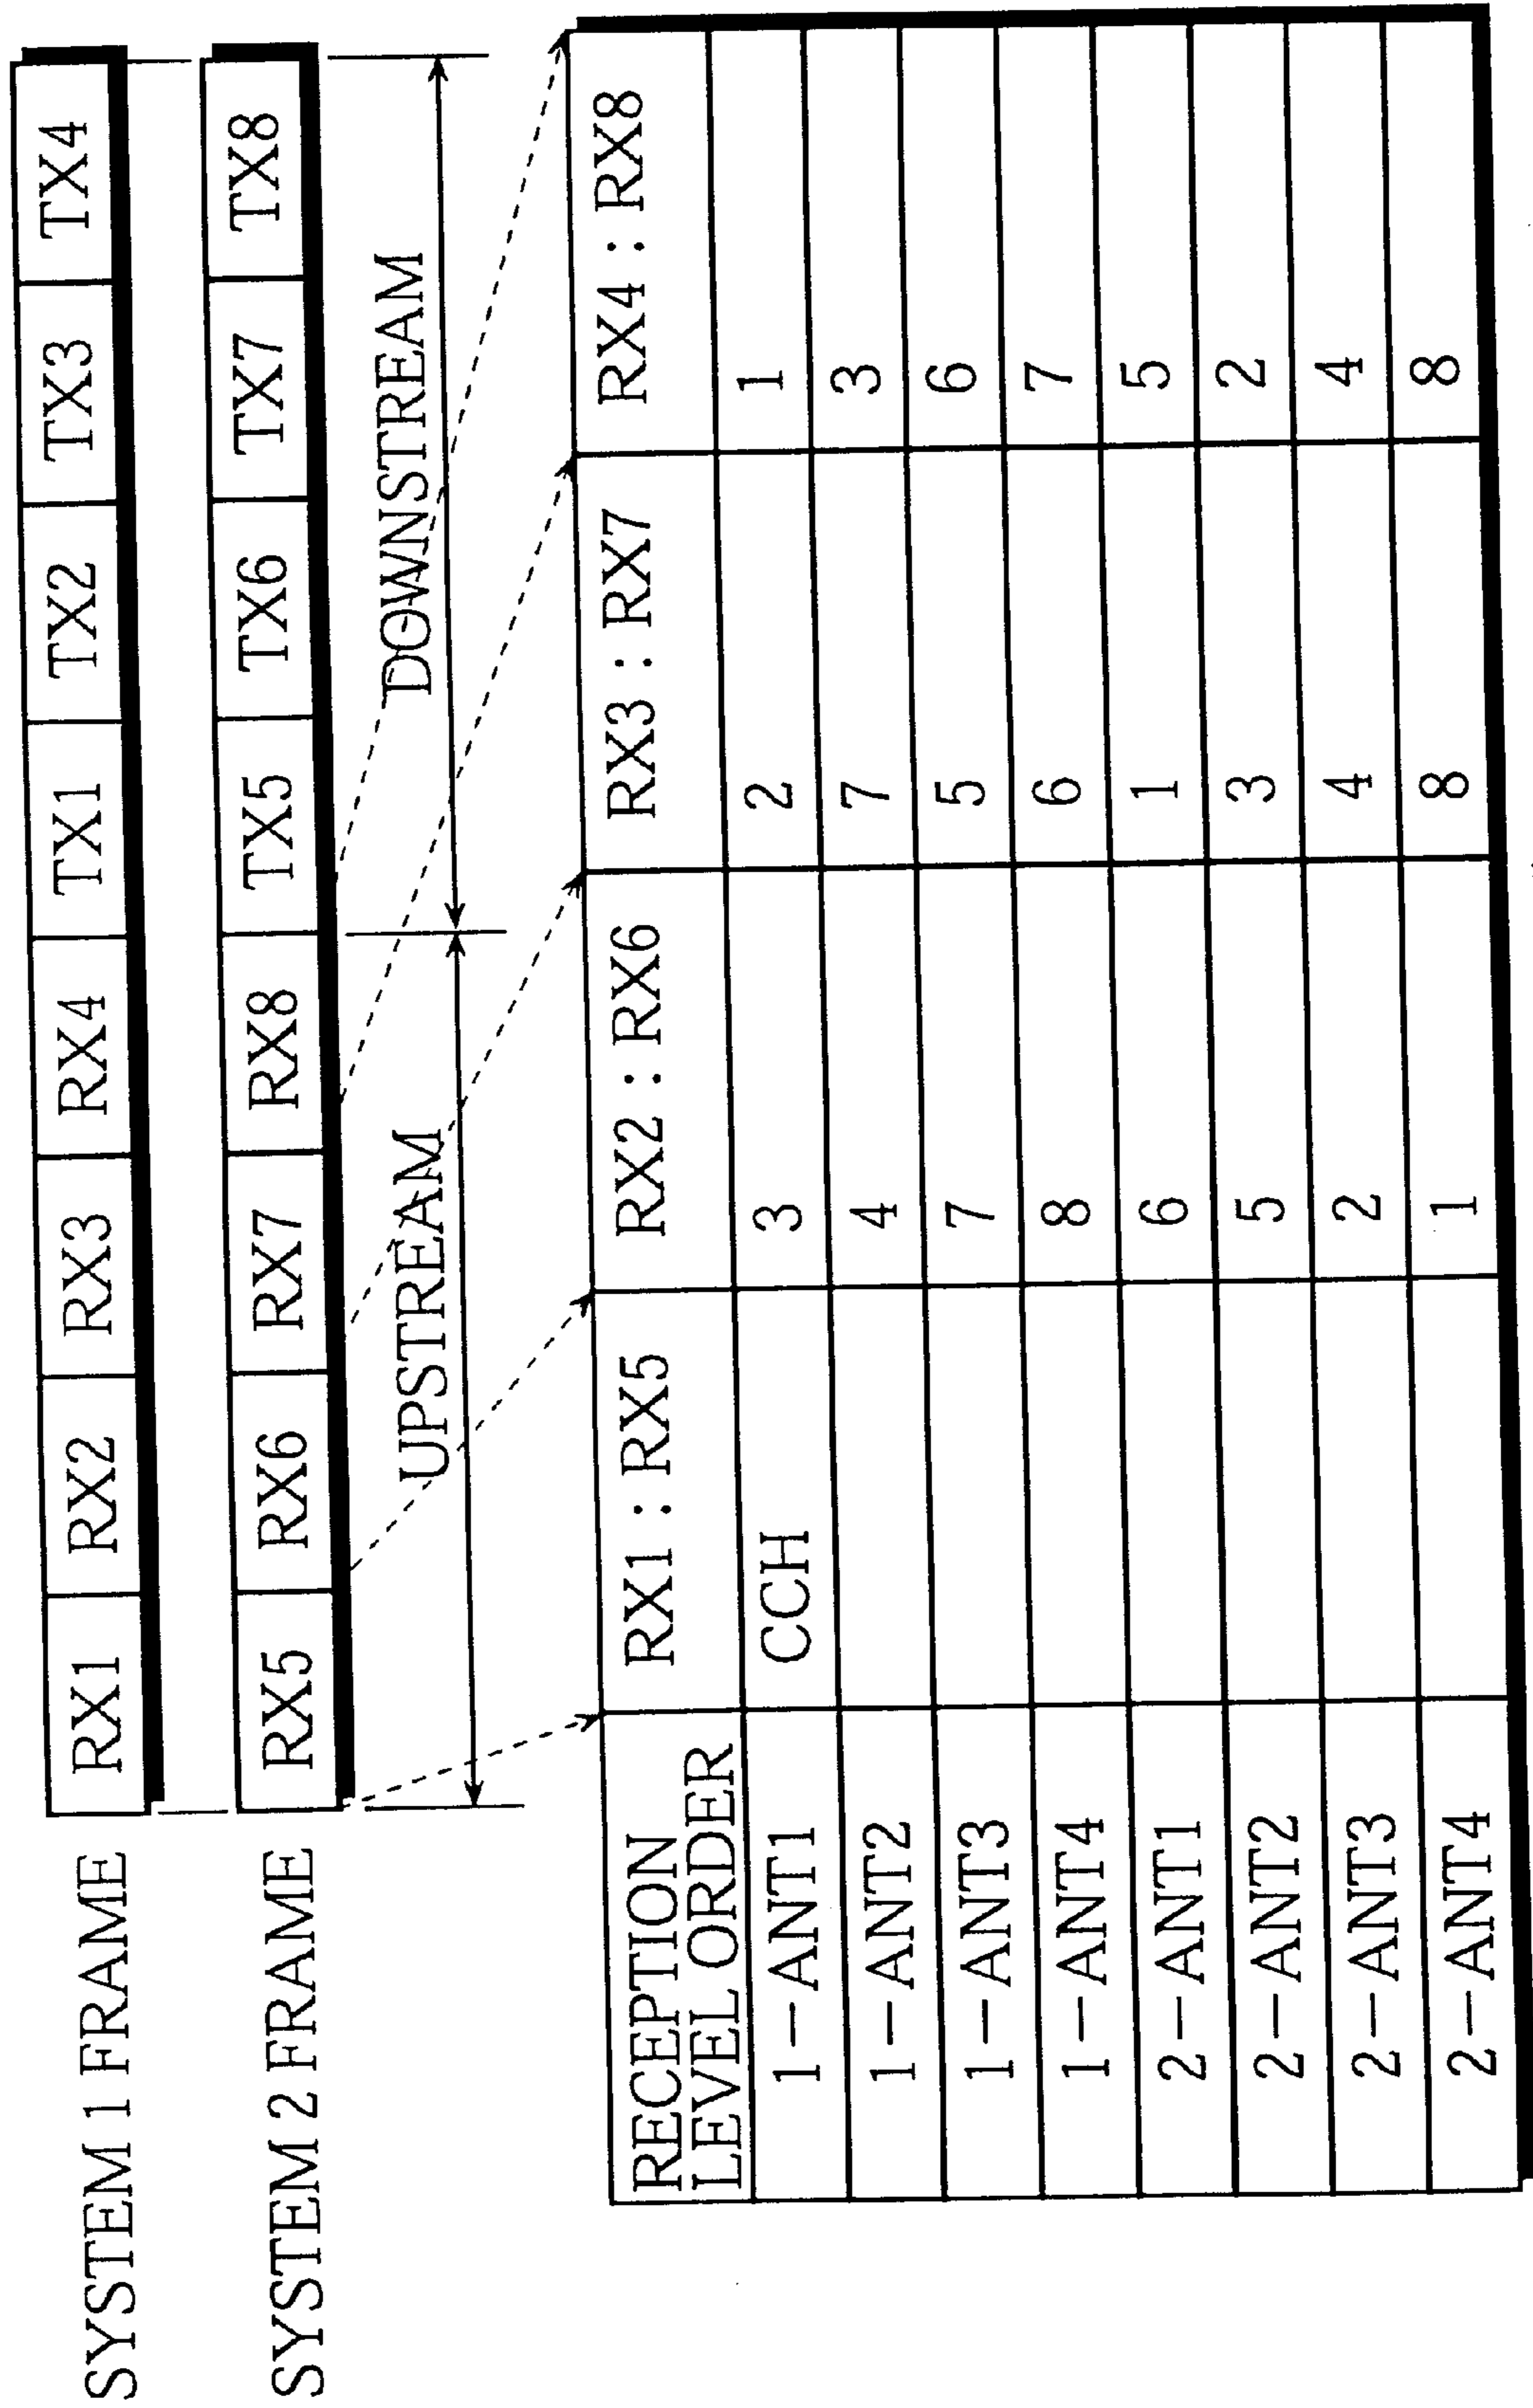 SYSTEM 1 FRAME RX1 RX2 RX3 RX4 TX1 TX2 TX3 TX4
SYSTEM 2 FRAME RX5 RX6 RX7 RX8 TX5 TX6 TX7 TX8
UPSTREAM DOWNSTREAM
RECEPTION
LEVEL ORDER RX1 : RX5 RX2 : RX6 RX3 : RX7 RX4 : RX8
1-ANT1 CCH 3 2 1
1-ANT2 4 7 3
1-ANT3 7 5 6
1-ANT4 8 6 7
2-ANT1 6 1 5
2-ANT2 5 3 2
2-ANT3 2 4 4
2-ANT4 1 8 8